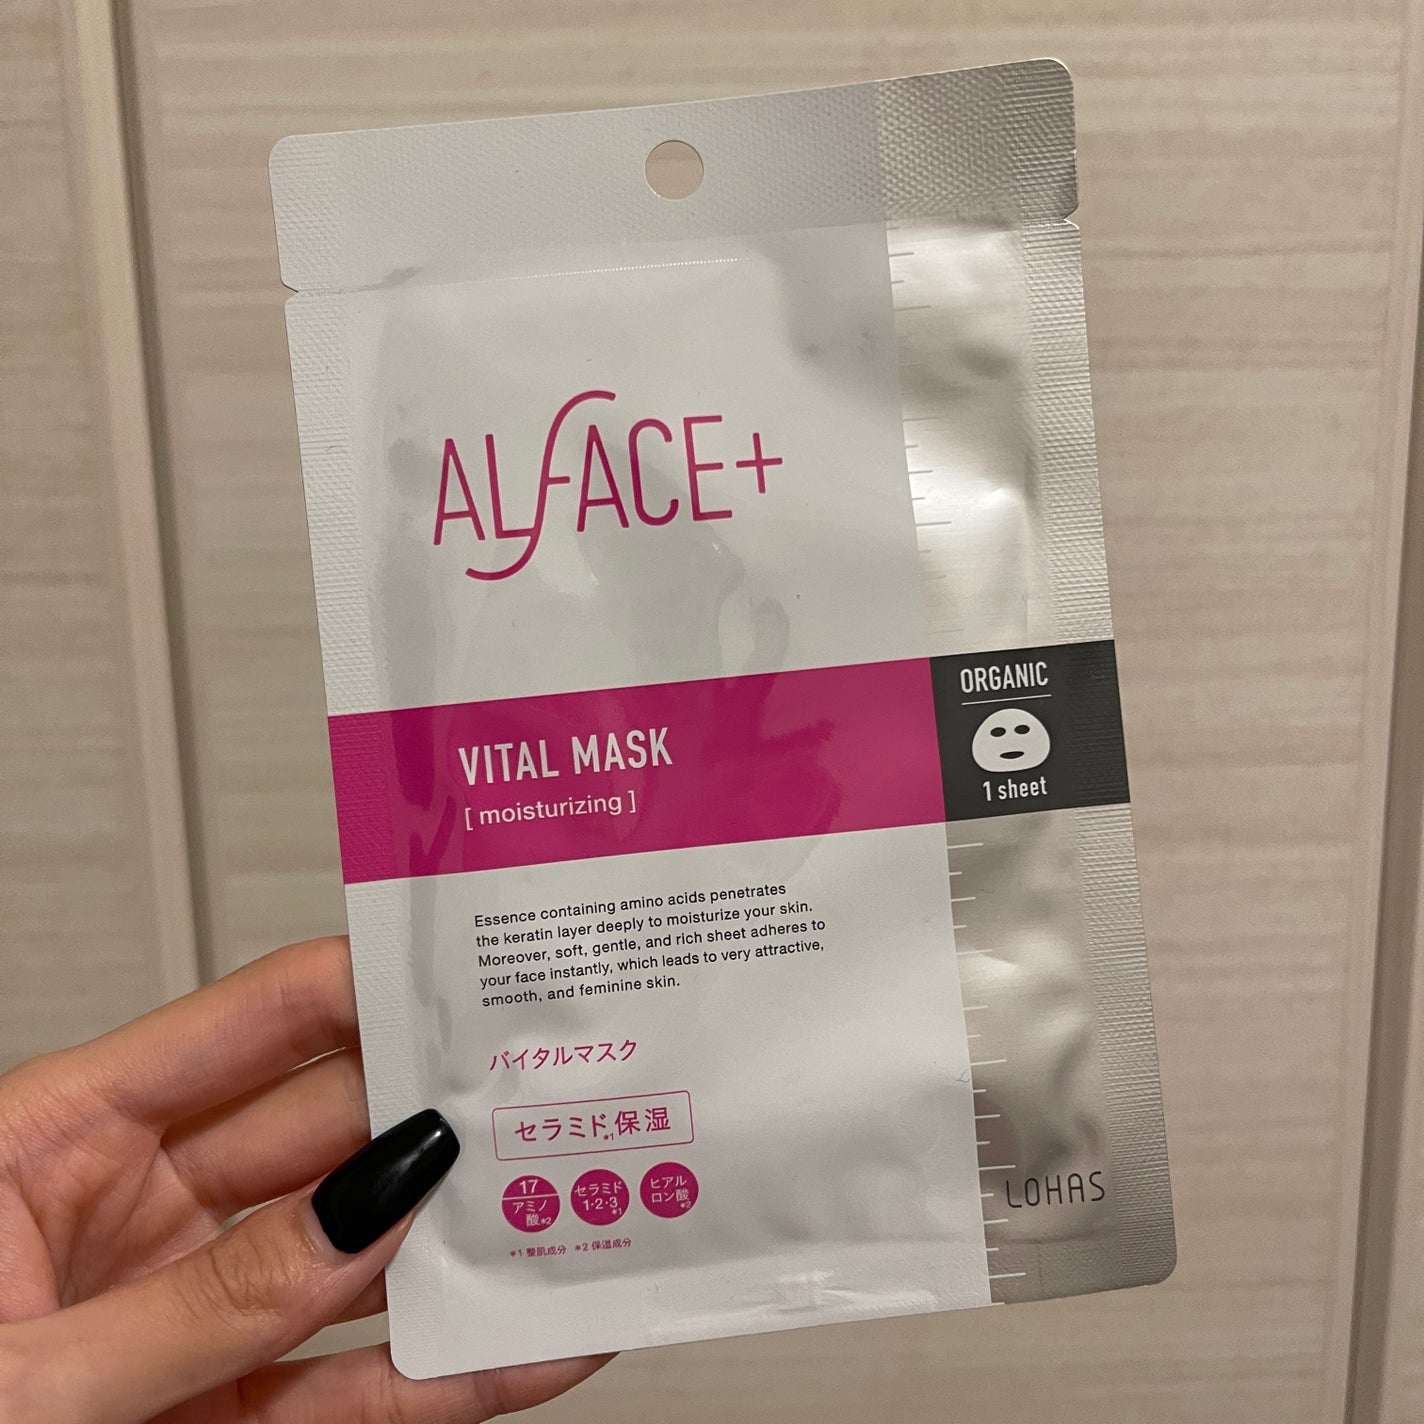 ALFACE+
ORGANIC
1 sheet
VITAL MASK
[ moisturizing ]
Essence containing amino acids penetrates
the keratin layer deeply to moisturize your skin.
Moreover, soft, gentle, and rich sheet adheres to
your face instantly, which leads to very attractive,
smooth, and feminine skin.
バイタルマスク
セラミド*1保湿
17
アミノ
酸*2
セラミド
1・2・3
*1
ヒアル
ロン酸
*2
*1 整肌成分 *2 保湿成分
LOHAS